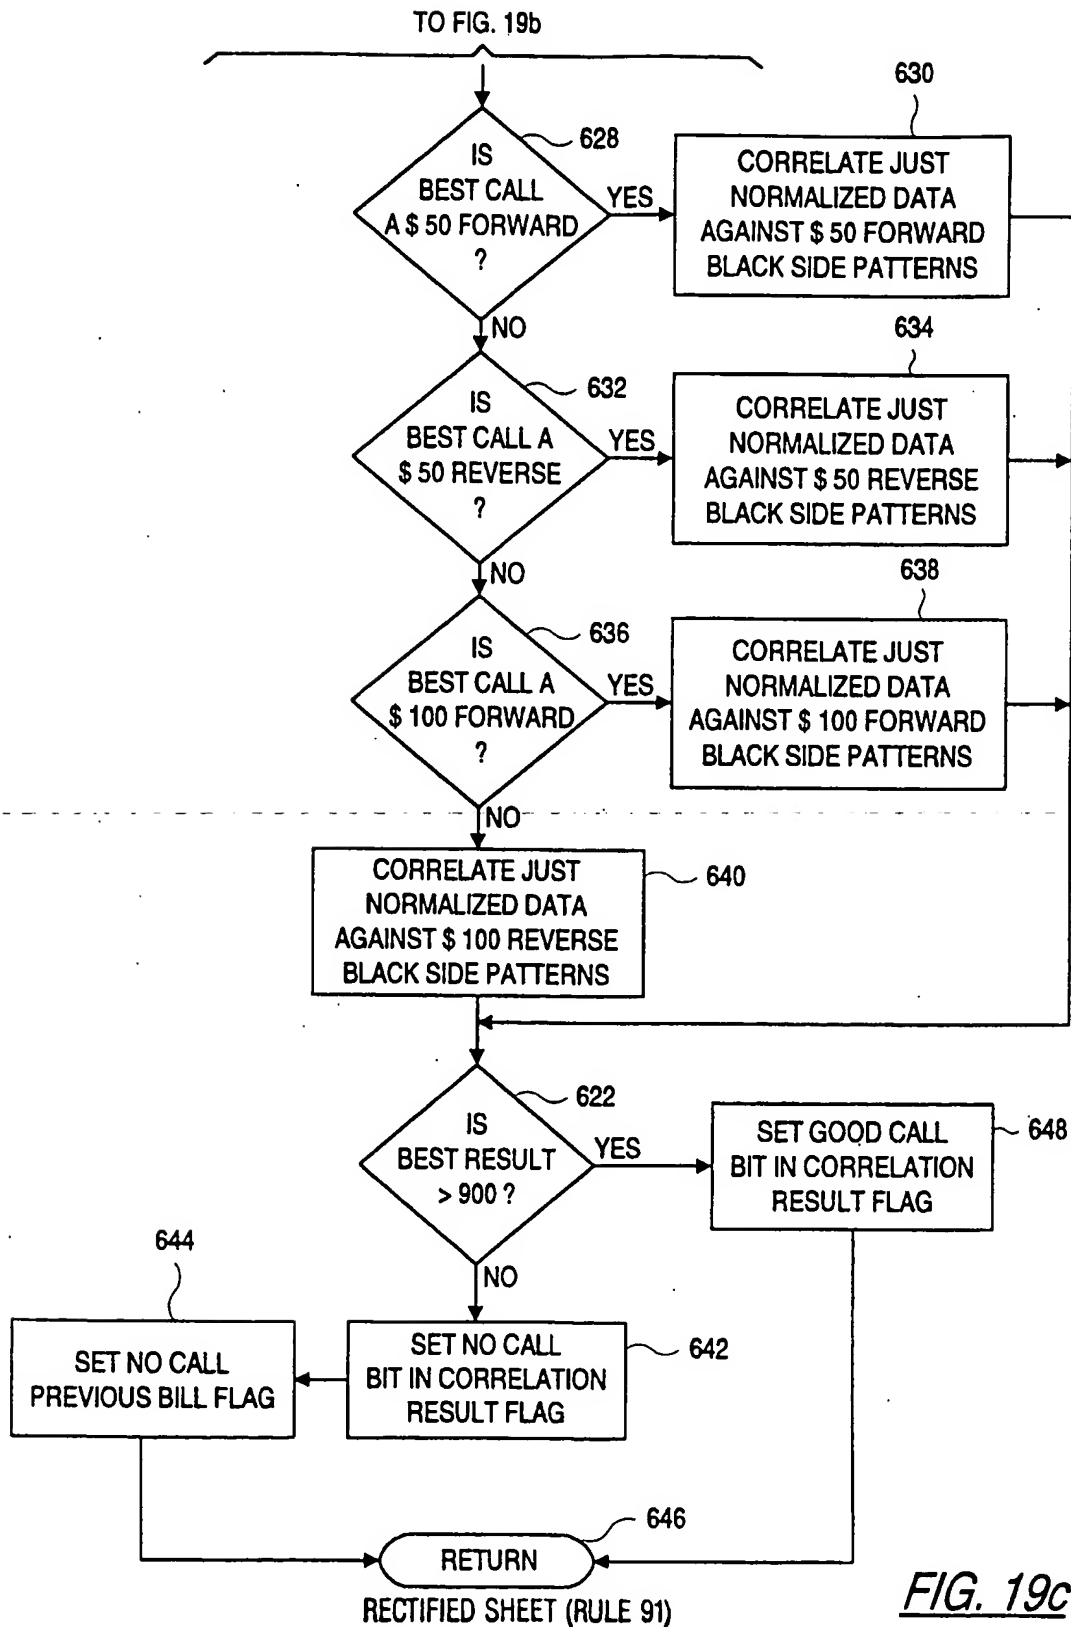 TO FIG. 19b
628
IS
BEST CALL
A $ 50 FORWARD
?
YES
NO
630
CORRELATE JUST
NORMALIZED DATA
AGAINST $ 50 FORWARD
BLACK SIDE PATTERNS
632
IS
BEST CALL A
$ 50 REVERSE
?
YES
NO
634
CORRELATE JUST
NORMALIZED DATA
AGAINST $ 50 REVERSE
BLACK SIDE PATTERNS
636
IS
BEST CALL A
$ 100 FORWARD
?
YES
NO
638
CORRELATE JUST
NORMALIZED DATA
AGAINST $ 100 FORWARD
BLACK SIDE PATTERNS
CORRELATE JUST
NORMALIZED DATA
AGAINST $ 100 REVERSE
BLACK SIDE PATTERNS
640
622
IS
BEST RESULT
> 900 ?
YES
NO
SET GOOD CALL
BIT IN CORRELATION
RESULT FLAG
648
644
SET NO CALL
PREVIOUS BILL FLAG
SET NO CALL
BIT IN CORRELATION
RESULT FLAG
642
646
RETURN
RECTIFIED SHEET (RULE 91)
FIG. 19c